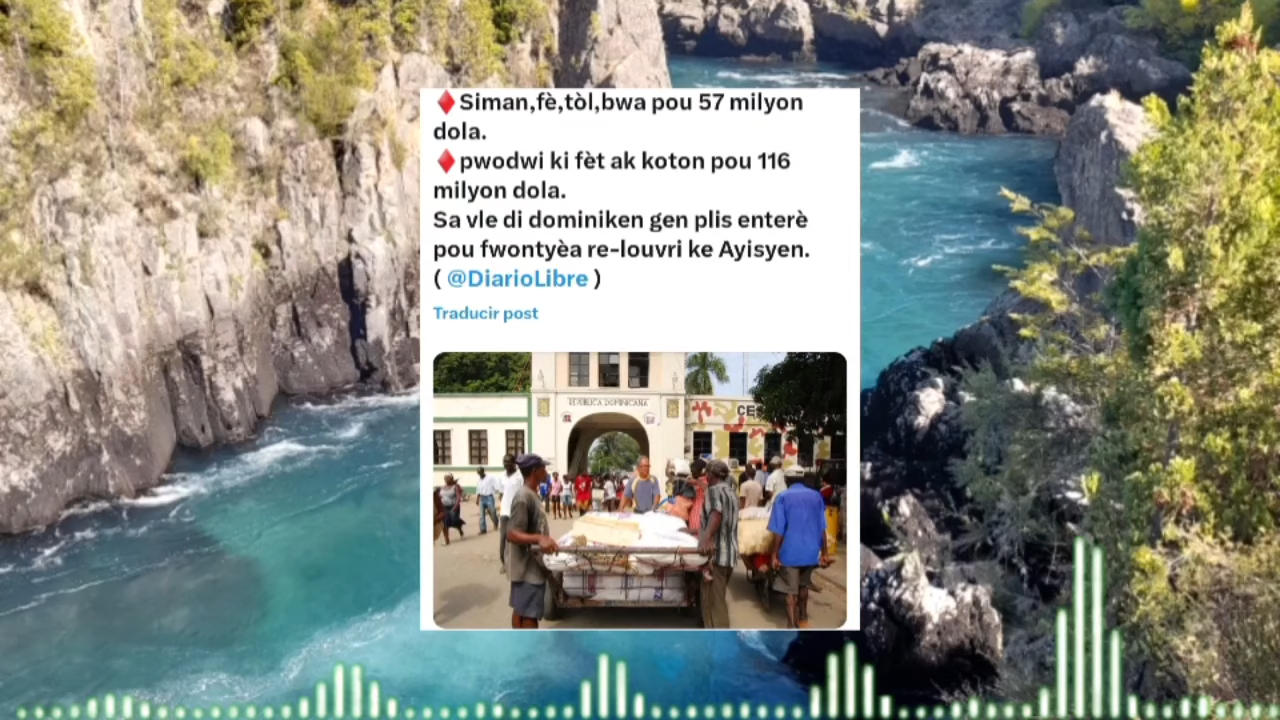 Siman,fè,tòl,bwa pou 57 milyon
dola.
pwodwi ki fèt ak koton pou 116
milyon dola.
Sa vle di dominiken gen plis enterè
pou fwontyèa re-louvri ke Ayisyen.
( @DiarioLibre )
Traducir post
REPUBLICA DOMINICANA
CES